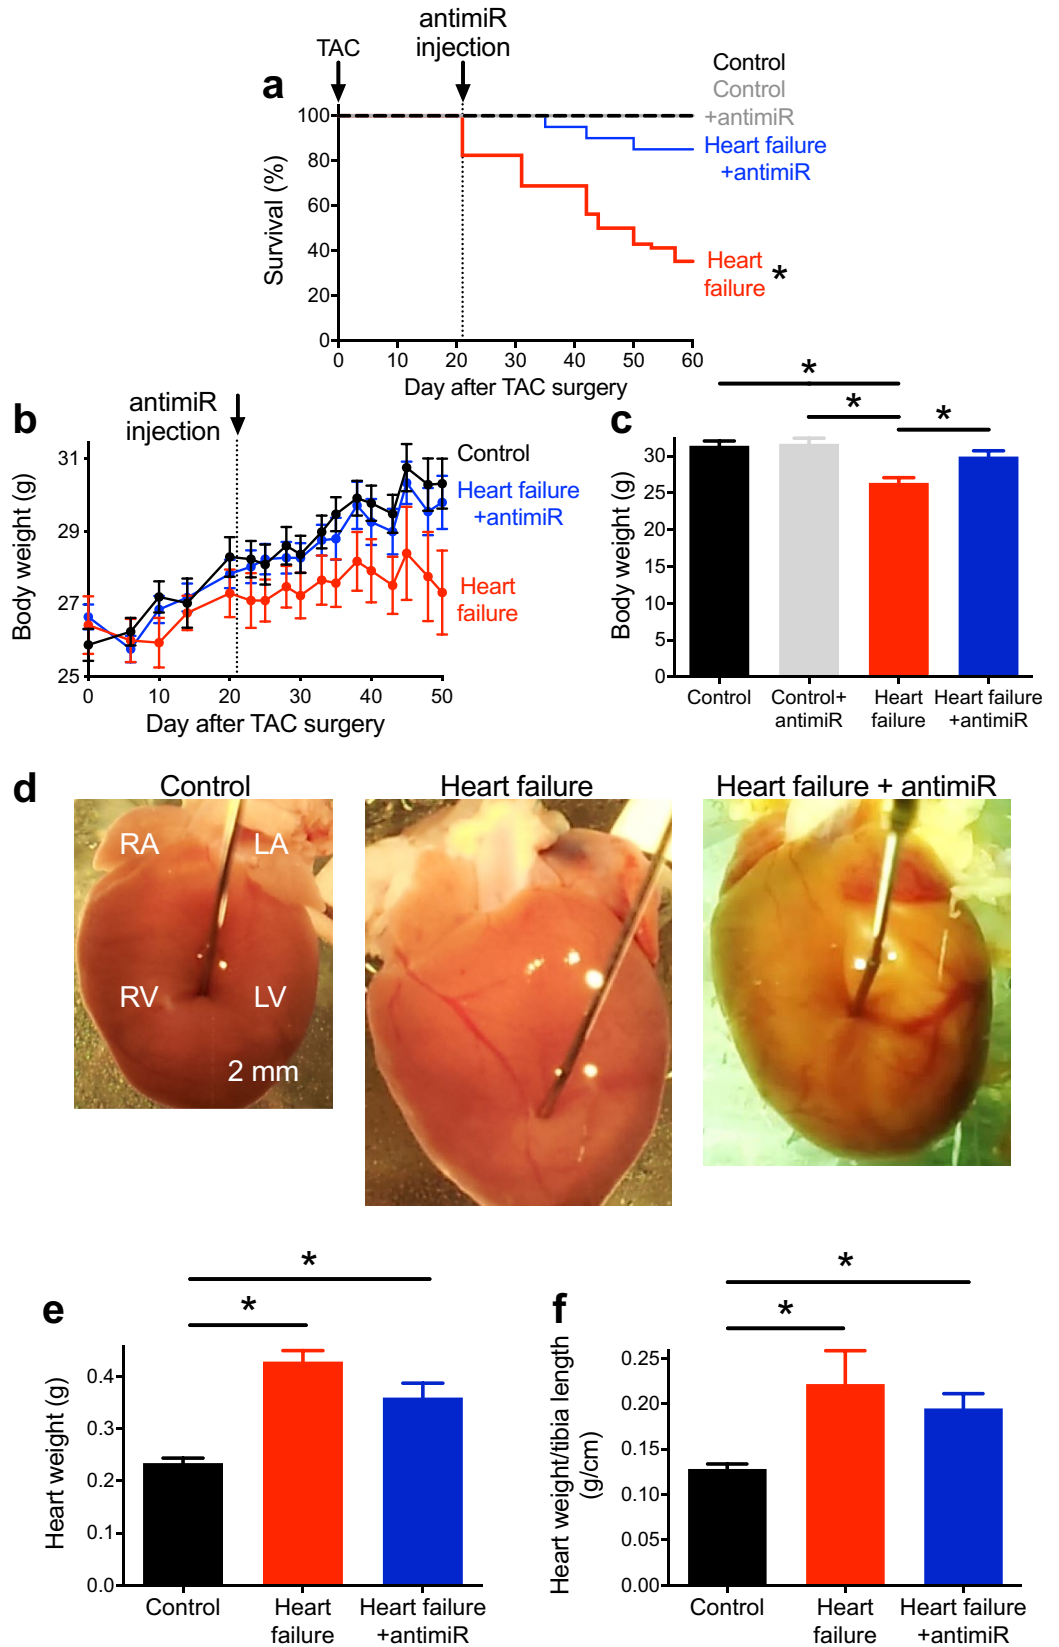 TAC
antimiR
injection
a
Control
Control
+antimiR
Heart failure
+antimiR
Heart
failure
*
Survival (%)
100
80
60
40
20
0
0 10 20 30 40 50 60
Day after TAC surgery
b
antimiR
injection
Control
Heart failure
+antimiR
Heart
failure
Body weight (g)
31
29
27
25
0 10 20 30 40 50
Day after TAC surgery
c
*
* *
Body weight (g)
30
25
20
15
10
5
0
Control Control+ Heart Heart failure
antimiR failure +antimiR
d
Control Heart failure Heart failure + antimiR
RA LA
RV LV
2 mm
e
*
*
Heart weight (g)
0.4
0.3
0.2
0.1
0.0
Control Heart Heart failure
failure +antimiR
f
*
*
Heart weight/tibia length
(g/cm)
0.25
0.20
0.15
0.10
0.05
0.00
Control Heart Heart failure
failure +antimiR